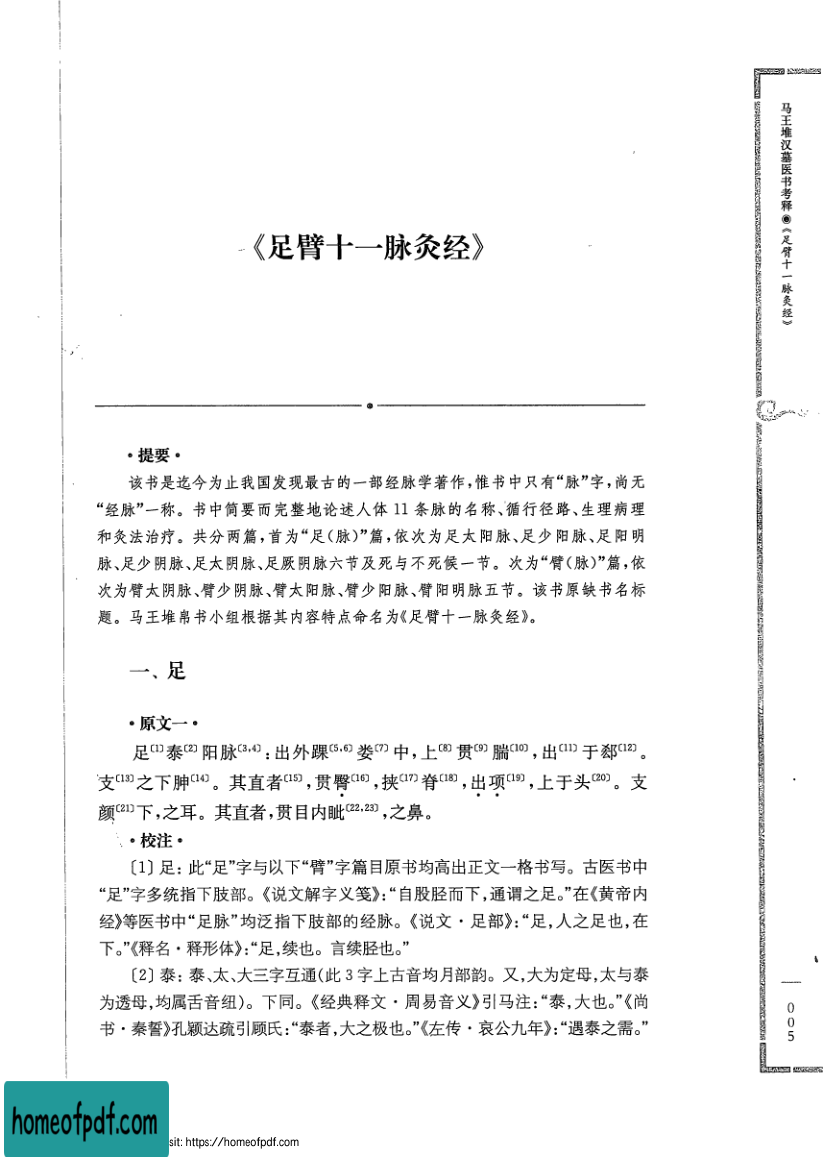 《足臂十一脉灸经》
·提要·
该书是迄今为止我国发现最古的一部经脉学著作,惟书中只有“脉”字,尚无
“经脉”一称。书中简要而完整地论述人体 11 条脉的名称、循行径路、生理病理
和灸法治疗。共分两篇,首为“足(脉)”篇,依次为足太阳脉、足少阳脉、足阳明
脉、足少阴脉、足太阴脉、足厥阴脉六节及死与不死候一节。次为“臂(脉)”篇,依
次为臂太阴脉、臂少阴脉、臂太阳脉、臂少阳脉、臂阳明脉五节。该书原缺书名标
题。马王堆帛书小组根据其内容特点命名为《足臂十一脉灸经》。
一、足
·原文一·
足〔1〕泰〔2〕阳脉〔3,4〕:出外踝〔5,6〕娄〔7〕中,上〔8〕贯〔9〕腨〔10〕,出〔11〕于郄〔12〕。
支〔13〕之下胂〔14〕。其直者〔15〕,贯臀〔16〕,挟〔17〕脊〔18〕,出项〔19〕,上于头〔20〕。支
颜〔21〕下,之耳。其直者,贯目内眦〔22,23〕,之鼻。
·校注·
〔1〕足:此“足”字与以下“臂”字篇目原书均高出正文一格书写。古医书中
“足”字多统指下肢部。《说文解字义笺》:“自股胫而下,通谓之足。”在《黄帝内
经》等医书中“足脉”均泛指下肢部的经脉。《说文·足部》:“足,人之足也,在
下。”《释名·释形体》:“足,续也。言续胫也。”
〔2〕泰:泰、太、大三字互通(此 3 字上古音均月部韵。又,大为定母,太与泰
为透母,均属舌音纽)。下同。《经典释文·周易音义》引马注:“泰,大也。”《尚
书·秦誓》孔颖达疏引顾氏:“泰者,大之极也。”《左传·哀公九年》:“遇泰之需。”
马王堆汉墓医书考释◉《足臂十一脉灸经》
005
homeofpdf.com
sit: https://homeofpdf.com